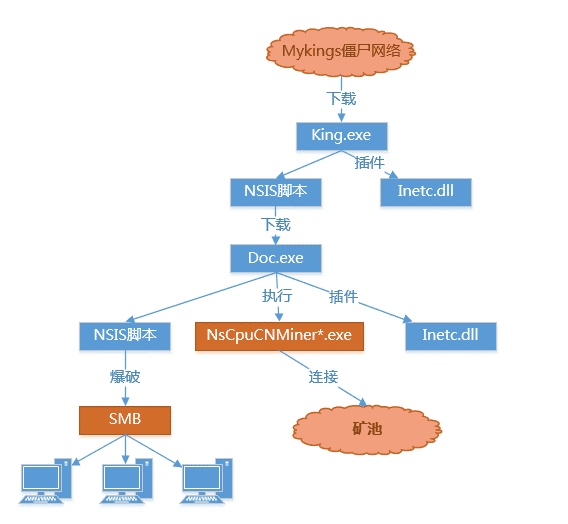 Mykings僵尸网络
下载
King.exe
插件
NSIS脚本
Inetc.dll
下载
Doc.exe
执行
插件
NSIS脚本
NsCpuCNMiner*.exe
Inetc.dll
爆破
连接
SMB
矿池